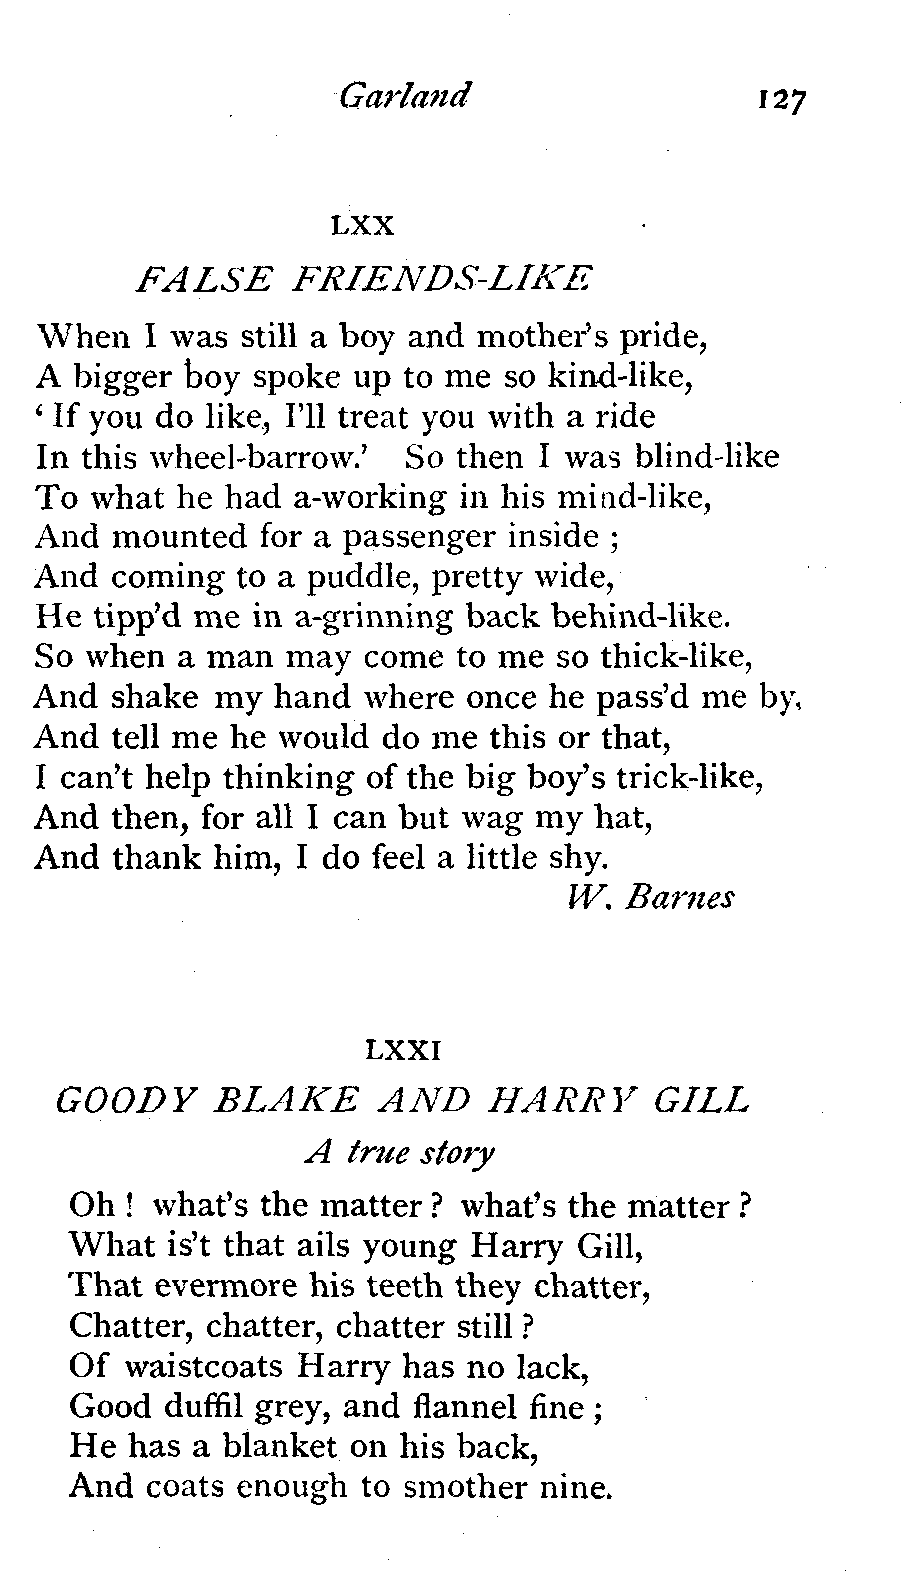 Garland 127
LXX
FALSE FRIENDS-LIKE
When I was still a boy and mother's pride,
A bigger boy spoke up to me so kind-like,
‘ If you do like, I'll treat you with a ride
In this wheel-barrow.’ So then I was blind-like
To what he had a-working in his mind-like,
And mounted for a passenger inside ;
And coming to a puddle, pretty wide,
He tipp'd me in a-grinning back behind-like.
So when a man may come to me so thick-like,
And shake my hand where once he pass'd me by,
And tell me he would do me this or that,
I can't help thinking of the big boy's trick-like,
And then, for all I can but wag my hat,
And thank him, I do feel a little shy.
W. Barnes
LXXI
GOODY BLAKE AND HARRY GILL
A true story
Oh ! what's the matter ? what's the matter ?
What is't that ails young Harry Gill,
That evermore his teeth they chatter,
Chatter, chatter, chatter still ?
Of waistcoats Harry has no lack,
Good duffil grey, and flannel fine ;
He has a blanket on his back,
And coats enough to smother nine.